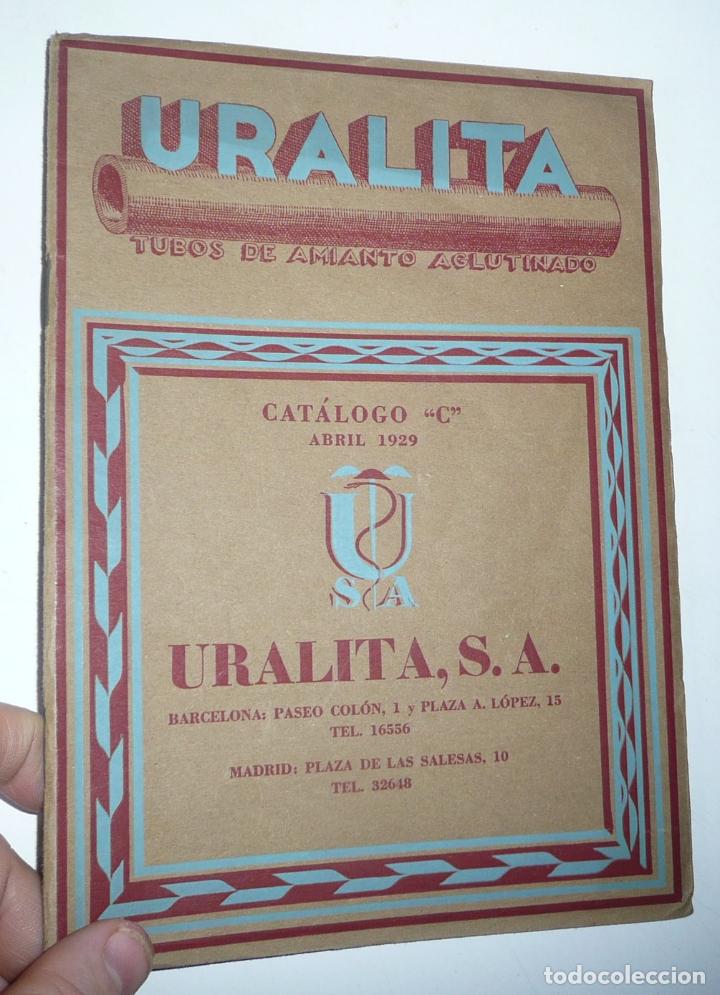 URALITA
TUBOS DE AMIANTO AGLUTINADO
CATÁLOGO “C”
ABRIL 1929
U
S A
URALITA, S. A.
BARCELONA: PASEO COLÓN, 1 y PLAZA A. LÓPEZ, 15
TEL. 16556
MADRID: PLAZA DE LAS SALESAS, 10
TEL. 32648
todocoleccion